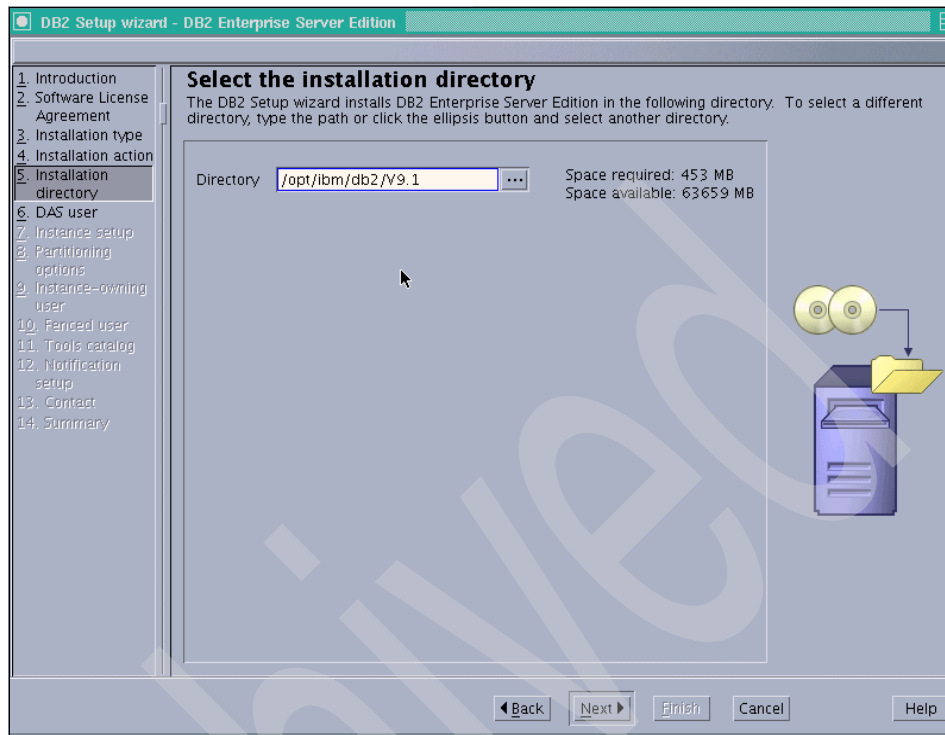 DB2 Setup wizard - DB2 Enterprise Server Edition
1. Introduction
2. Software License
Agreement
3. Installation type
4. Installation action
5. Installation
directory
6. DAS user
7. Instance setup
8. Partitioning
options
9. Instance-owning
user
10. Fenced user
11. Tools catalog
12. Notification
setup
13. Contact
14. Summary
Select the installation directory
The DB2 Setup wizard installs DB2 Enterprise Server Edition in the following directory. To select a different
directory, type the path or click the ellipsis button and select another directory.
Directory /opt/ibm/db2/V9.1 ... Space required: 453 MB
Space available: 63659 MB
Back Next Finish Cancel Help
hived